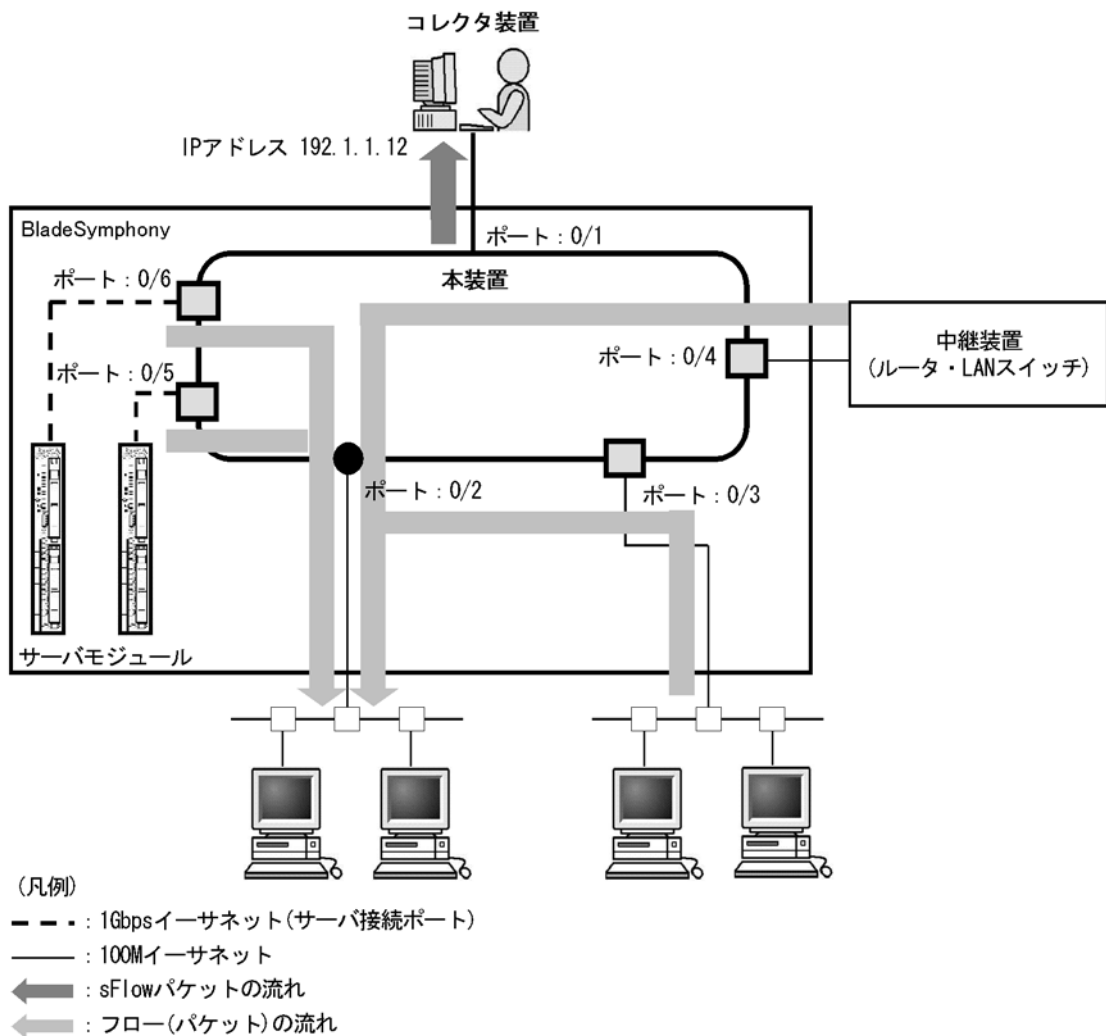 コレクタ装置
IPアドレス 192.1.1.12
BladeSymphony
ポート：0/1
ポート：0/6
本装置
中継装置
(ルータ・LANスイッチ)
ポート：0/4
ポート：0/5
ポート：0/2
ポート：0/3
サーバモジュール
(凡例)
：1Gbpsイーサネット(サーバ接続ポート)
：100Mイーサネット
：sFlowパケットの流れ
：フロー(パケット)の流れ